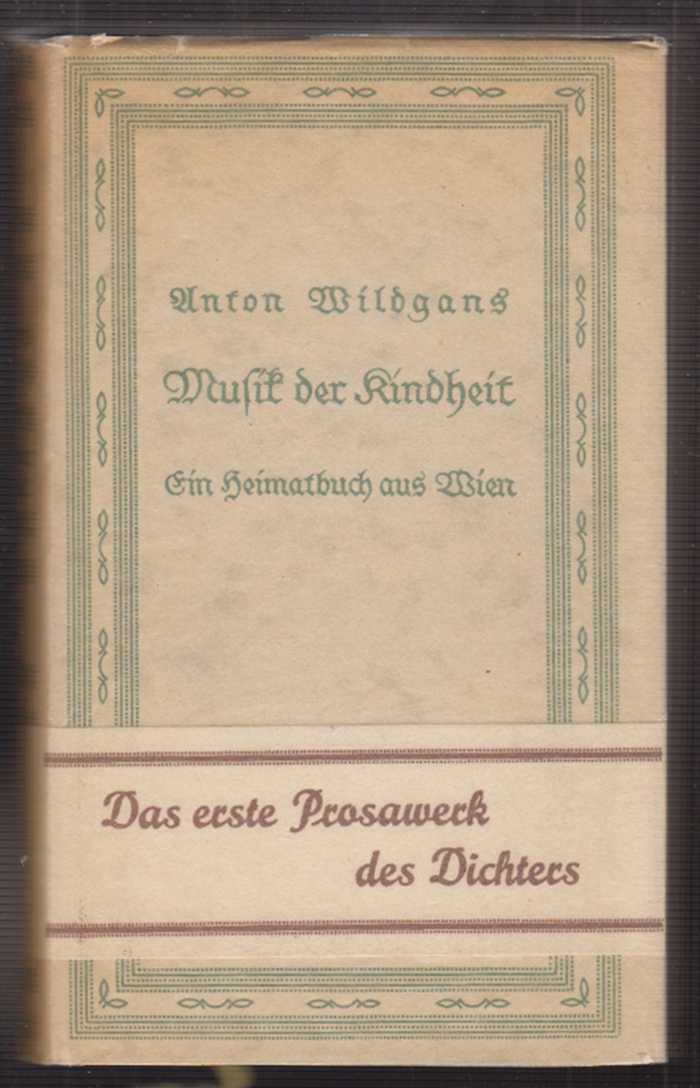 Anton Wildgans
Musik der Kindheit
Ein Heimatbuch aus Wien
Das erste Prosawerk
des Dichters